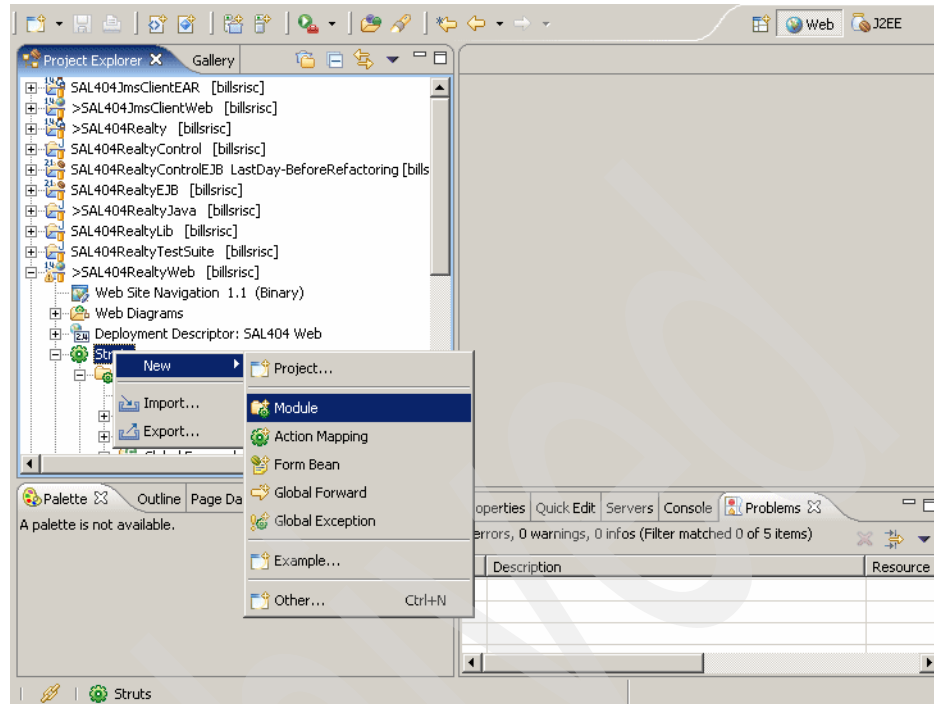 Web J2EE
Project Explorer Gallery
SAL404JmsClientEAR [billsrisc]
>SAL404JmsClientWeb [billsrisc]
>SAL404Realty [billsrisc]
SAL404RealtyControl [billsrisc]
SAL404RealtyControlEJB LastDay-BeforeRefactoring [bills
SAL404RealtyEJB [billsrisc]
>SAL404RealtyJava [billsrisc]
SAL404RealtyLib [billsrisc]
SAL404RealtyTestSuite [billsrisc]
>SAL404RealtyWeb [billsrisc]
Web Site Navigation 1.1 (Binary)
Web Diagrams
Deployment Descriptor: SAL404 Web
New
Import...
Export...
Project...
Module
Action Mapping
Form Bean
Global Forward
Global Exception
Example...
Other... Ctrl+N
Palette Outline Page Da
A palette is not available.
operties Quick Edit Servers Console Problems
errors, 0 warnings, 0 infos (Filter matched 0 of 5 items)
Description Resource
Struts